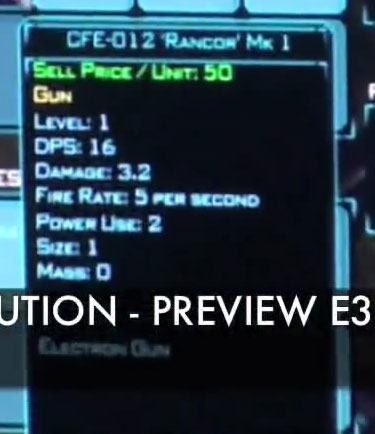 CFE-012 'Rancor' Mk 1
Sell Price / Unit: 50
Gun
Level: 1
DPS: 16
Damage: 3.2
Fire Rate: 5 per second
Power Use: 2
Size: 1
Mass: 0
UTION - PREVIEW E3
Electron Gun